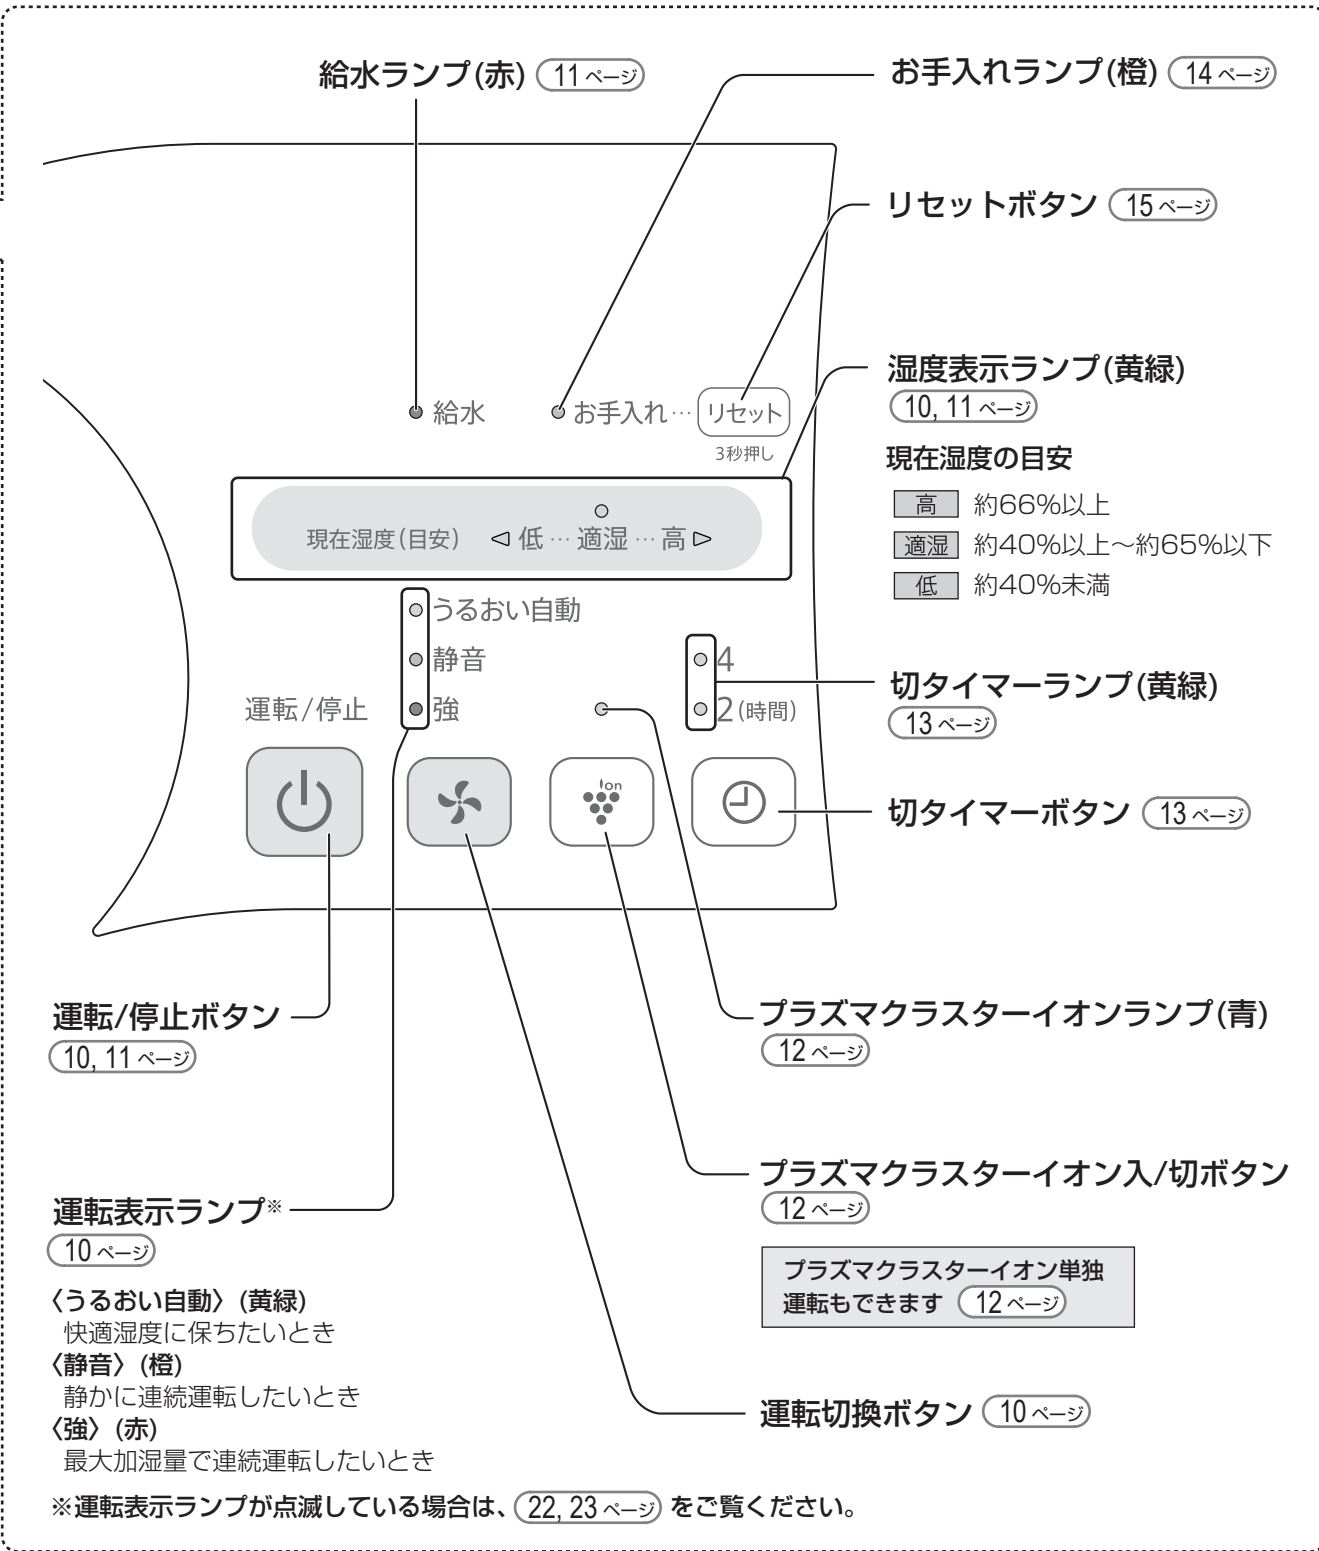 給水ランプ(赤) 11ページ
お手入れランプ(橙) 14ページ
リセットボタン 15ページ
湿度表示ランプ(黄緑)
10, 11ページ
現在湿度の目安
高 約66%以上
適湿 約40%以上〜約65%以下
低 約40%未満
給水 お手入れ… リセット
3秒押し
現在湿度(目安) ◁低…適湿…高▷
うるおい自動
静音
強
運転/停止
4
2(時間)
ion
切タイマーランプ(黄緑)
13ページ
切タイマーボタン 13ページ
運転/停止ボタン
10, 11ページ
プラズマクラスターイオンランプ(青)
12ページ
プラズマクラスターイオン入/切ボタン
12ページ
プラズマクラスターイオン単独
運転もできます 12ページ
運転切換ボタン 10ページ
運転表示ランプ※
10ページ
〈うるおい自動〉(黄緑)
快適湿度に保ちたいとき
〈静音〉(橙)
静かに連続運転したいとき
〈強〉(赤)
最大加湿量で連続運転したいとき
※運転表示ランプが点滅している場合は、22, 23ページ をご覧ください。